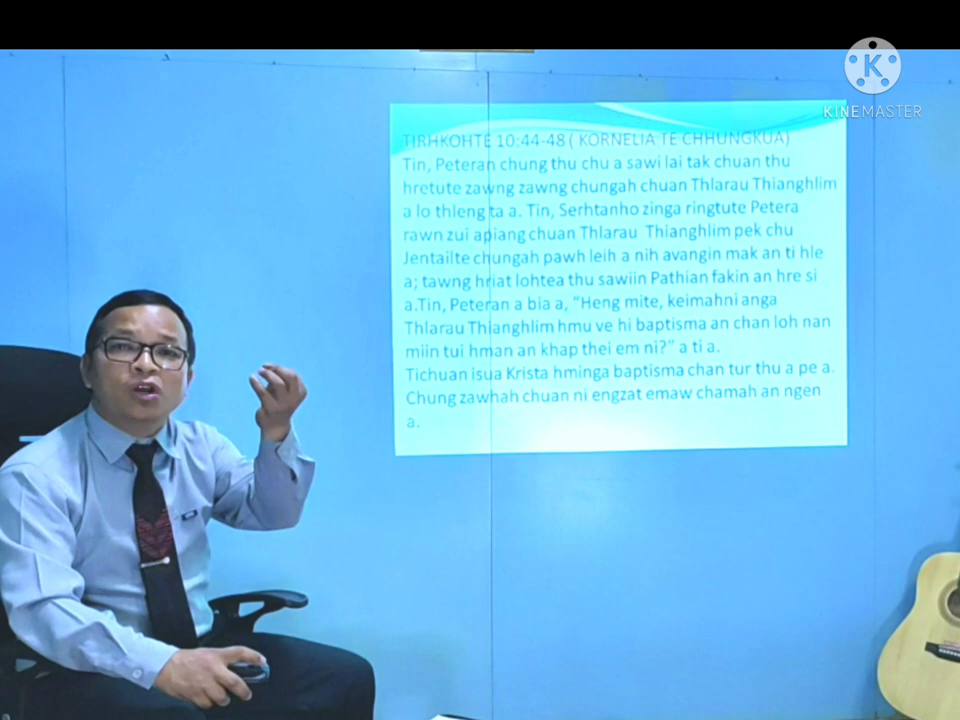 KINEMASTER
TIRHKOHTE 10:44-48 ( KORNELIA TE CHHUNGKUA)
Tin, Peteran chung thu chu a sawi lai tak chuan thu
hretute zawng zawng chungah chuan Thlarau Thianghlim
a lo thleng ta a. Tin, Serhtanho zinga ringtute Petera
rawn zui apiang chuan Thlarau Thianghlim pek chu
Jentailte chungah pawh leih a nih avangin mak an ti hle
a; tawng hriat lohtea thu sawiin Pathian fakin an hre si
a.Tin, Peteran a bia a, “Heng mite, keimahni anga
Thlarau Thianghlim hmu ve hi baptisma an chan loh nan
miin tui hman an khap thei em ni?” a ti a.
Tichuan isua Krista hminga baptisma chan tur thu a pe a.
Chung zawhah chuan ni engzat emaw chamah an ngen
a.